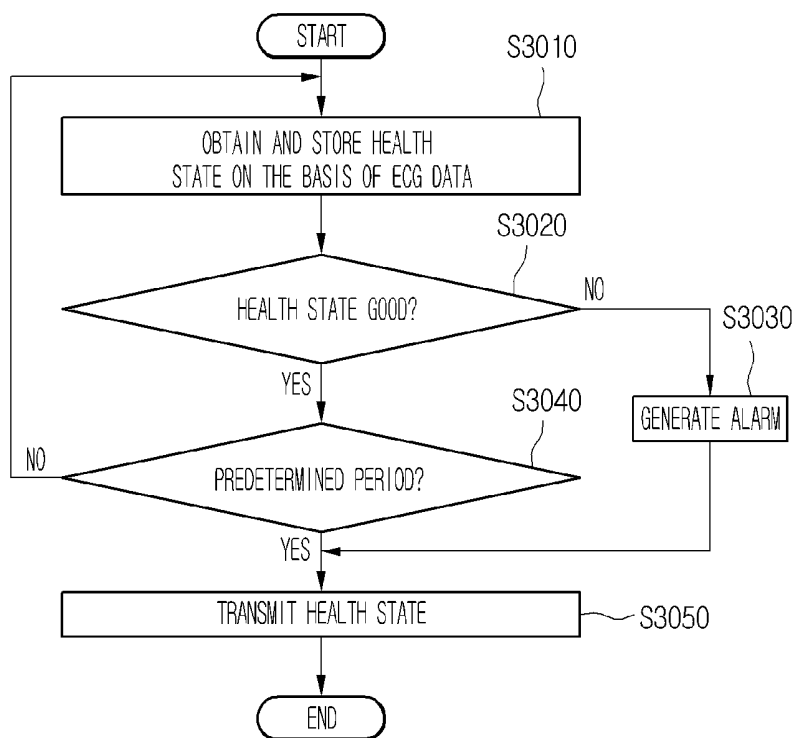 START
S3010
OBTAIN AND STORE HEALTH
STATE ON THE BASIS OF ECG DATA
S3020
HEALTH STATE GOOD?
NO
S3030
YES
GENERATE ALARM
S3040
NO
PREDETERMINED PERIOD?
YES
TRANSMIT HEALTH STATE
S3050
END